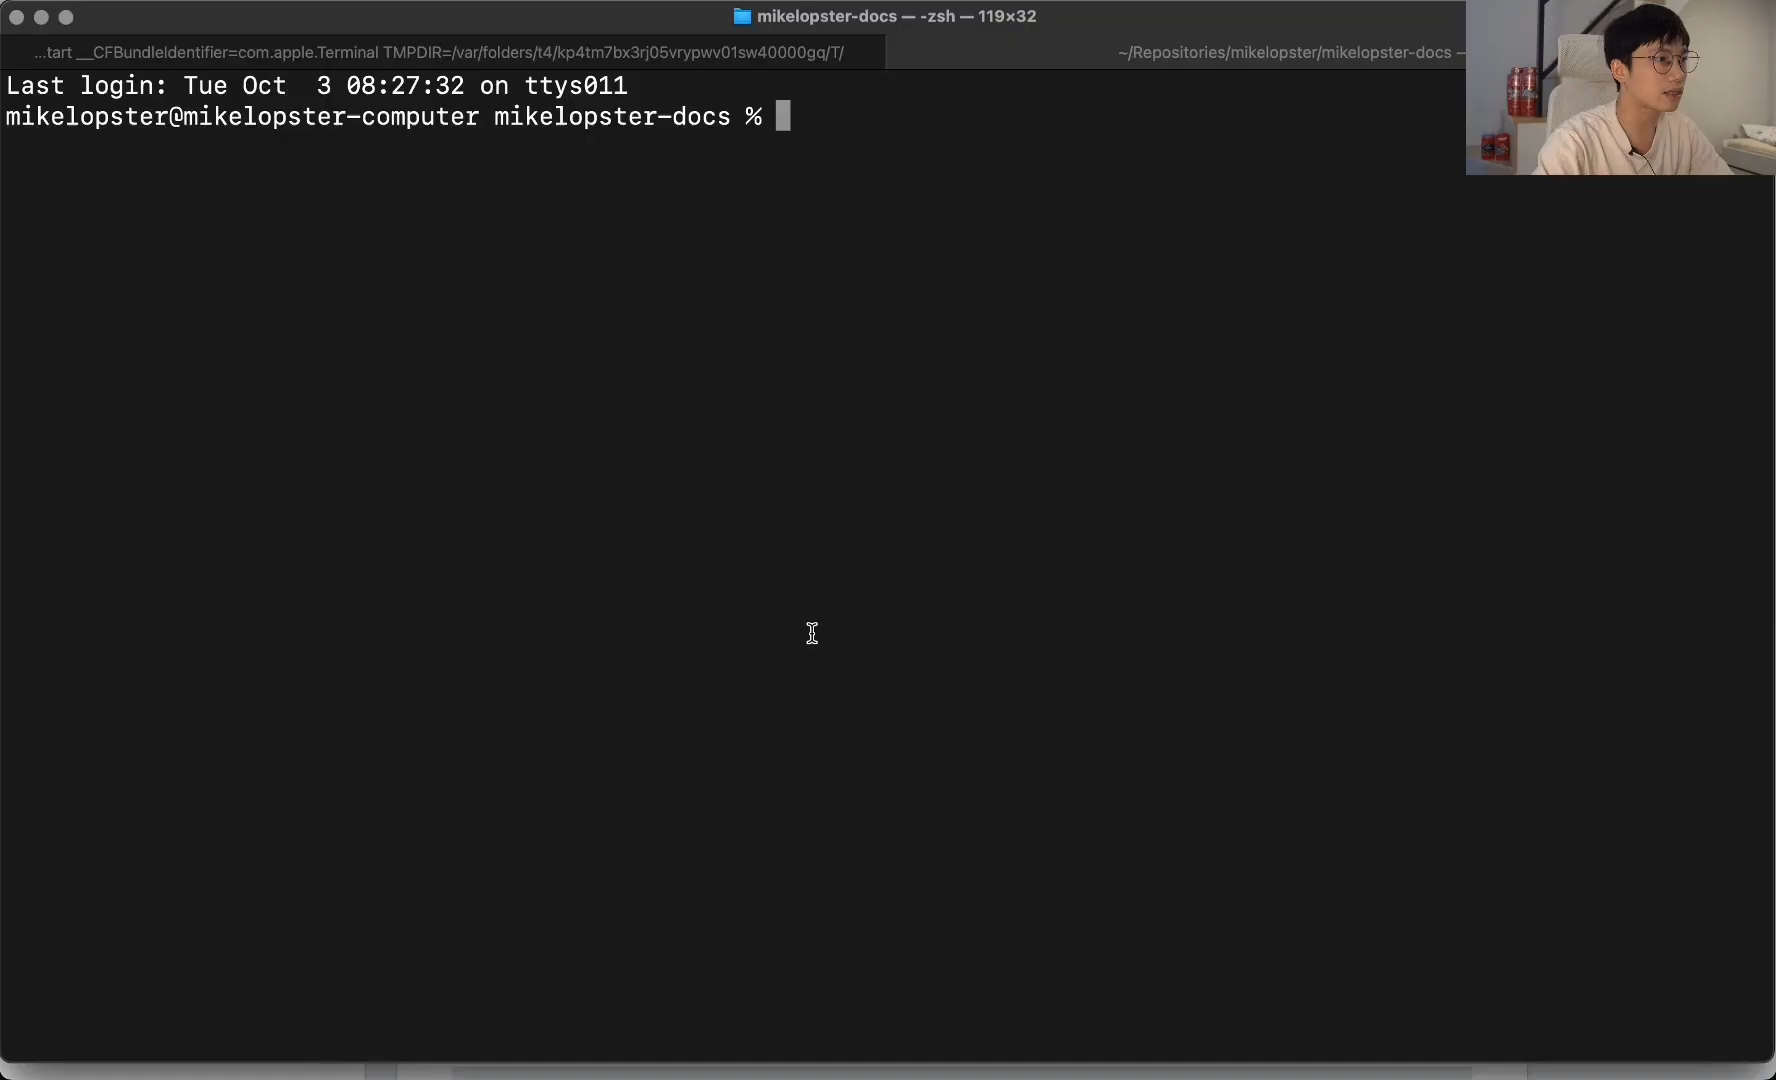 mikelopster-docs — -zsh — 119×32
...tart __CFBundleIdentifier=com.apple.Terminal TMPDIR=/var/folders/t4/kp4tm7bx3rj05vrypwv01sw40000gq/T/
~/Repositories/mikelopster/mikelopster-docs —
Last login: Tue Oct  3 08:27:32 on ttys011
mikelopster@mikelopster-computer mikelopster-docs %